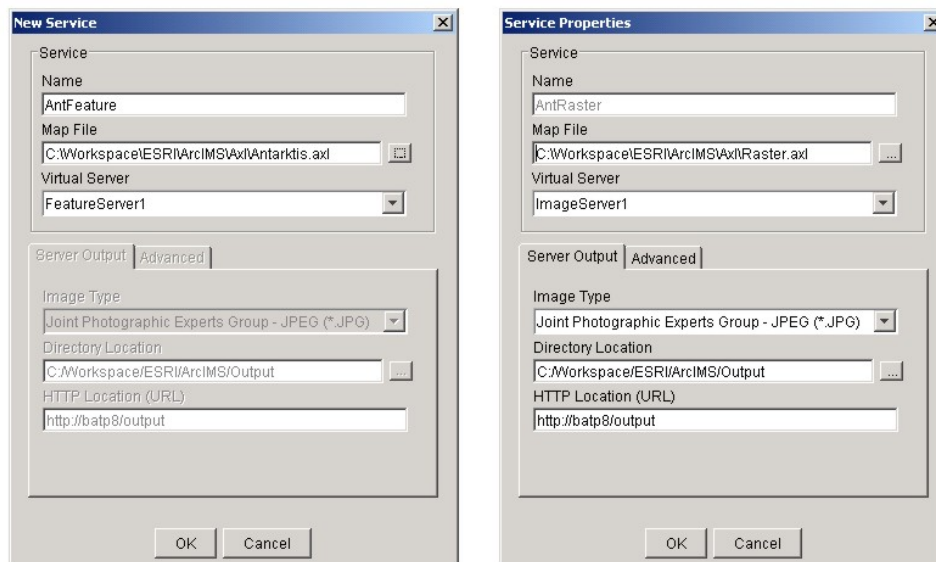 New Service
Service
Name
AntFeature
Map File
C:\Workspace\ESRI\ArcIMS\Axl\Antarktis.axl
Virtual Server
FeatureServer1
Server Output
Advanced
Image Type
Joint Photographic Experts Group - JPEG (*.JPG)
Directory Location
C:/Workspace/ESRI/ArcIMS/Output
...
HTTP Location (URL)
http://batp8/output
OK
Cancel
Service Properties
Service
Name
AntRaster
Map File
C:\Workspace\ESRI\ArcIMS\Axl\Raster.axl
...
Virtual Server
ImageServer1
Server Output
Advanced
Image Type
Joint Photographic Experts Group - JPEG (*.JPG)
Directory Location
C:/Workspace/ESRI/ArcIMS/Output
...
HTTP Location (URL)
http://batp8/output
OK
Cancel